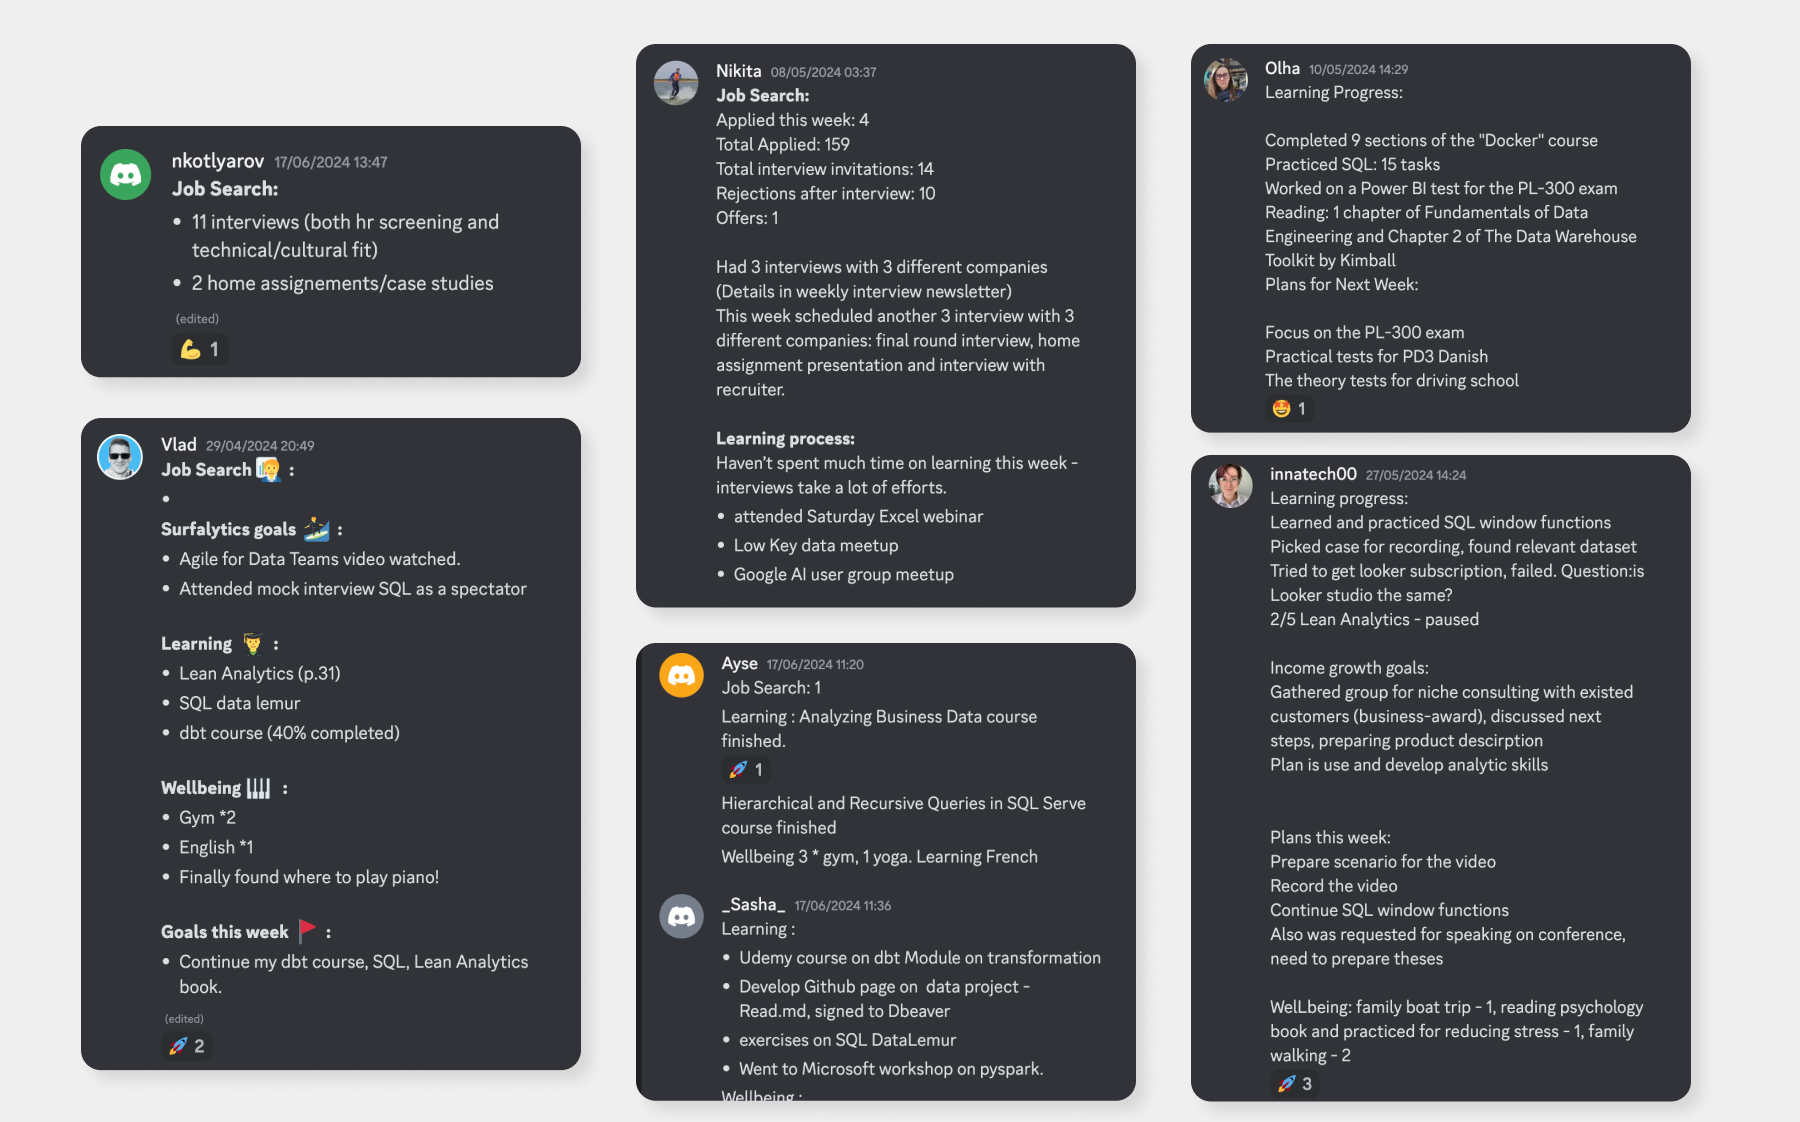 nkotlyarov 17/06/2024 13:47
Job Search:
• 11 interviews (both hr screening and
technical/cultural fit)
• 2 home assignements/case studies
(edited)
1
Vlad 29/04/2024 20:49
Job Search :
•
Surfalytics goals :
• Agile for Data Teams video watched.
• Attended mock interview SQL as a spectator
Learning :
• Lean Analytics (p.31)
• SQL data lemur
• dbt course (40% completed)
Wellbeing :
• Gym *2
• English *1
• Finally found where to play piano!
Goals this week :
• Continue my dbt course, SQL, Lean Analytics
book.
(edited)
2
Nikita 08/05/2024 03:37
Job Search:
Applied this week: 4
Total Applied: 159
Total interview invitations: 14
Rejections after interview: 10
Offers: 1
Had 3 interviews with 3 different companies
(Details in weekly interview newsletter)
This week scheduled another 3 interview with 3
different companies: final round interview, home
assignment presentation and interview with
recruiter.
Learning process:
Haven't spent much time on learning this week -
interviews take a lot of efforts.
• attended Saturday Excel webinar
• Low Key data meetup
• Google AI user group meetup
Ayse 17/06/2024 11:20
Job Search: 1
Learning : Analyzing Business Data course
finished.
1
Hierarchical and Recursive Queries in SQL Serve
course finished
Wellbeing 3 * gym, 1 yoga. Learning French
_Sasha_ 17/06/2024 11:36
Learning :
• Udemy course on dbt Module on transformation
• Develop Github page on  data project -
Read.md, signed to Dbeaver
• exercises on SQL DataLemur
• Went to Microsoft workshop on pyspark.
Wellbeing :
Olha 10/05/2024 14:29
Learning Progress:
Completed 9 sections of the "Docker" course
Practiced SQL: 15 tasks
Worked on a Power BI test for the PL-300 exam
Reading: 1 chapter of Fundamentals of Data
Engineering and Chapter 2 of The Data Warehouse
Toolkit by Kimball
Plans for Next Week:
Focus on the PL-300 exam
Practical tests for PD3 Danish
The theory tests for driving school
1
innatech00 27/05/2024 14:24
Learning progress:
Learned and practiced SQL window functions
Picked case for recording, found relevant dataset
Tried to get looker subscription, failed. Question:is
Looker studio the same?
2/5 Lean Analytics - paused
Income growth goals:
Gathered group for niche consulting with existed
customers (business-award), discussed next
steps, preparing product descirption
Plan is use and develop analytic skills
Plans this week:
Prepare scenario for the video
Record the video
Continue SQL window functions
Also was requested for speaking on conference,
need to prepare theses
WelLbeing: family boat trip - 1, reading psychology
book and practiced for reducing stress - 1, family
walking - 2
3